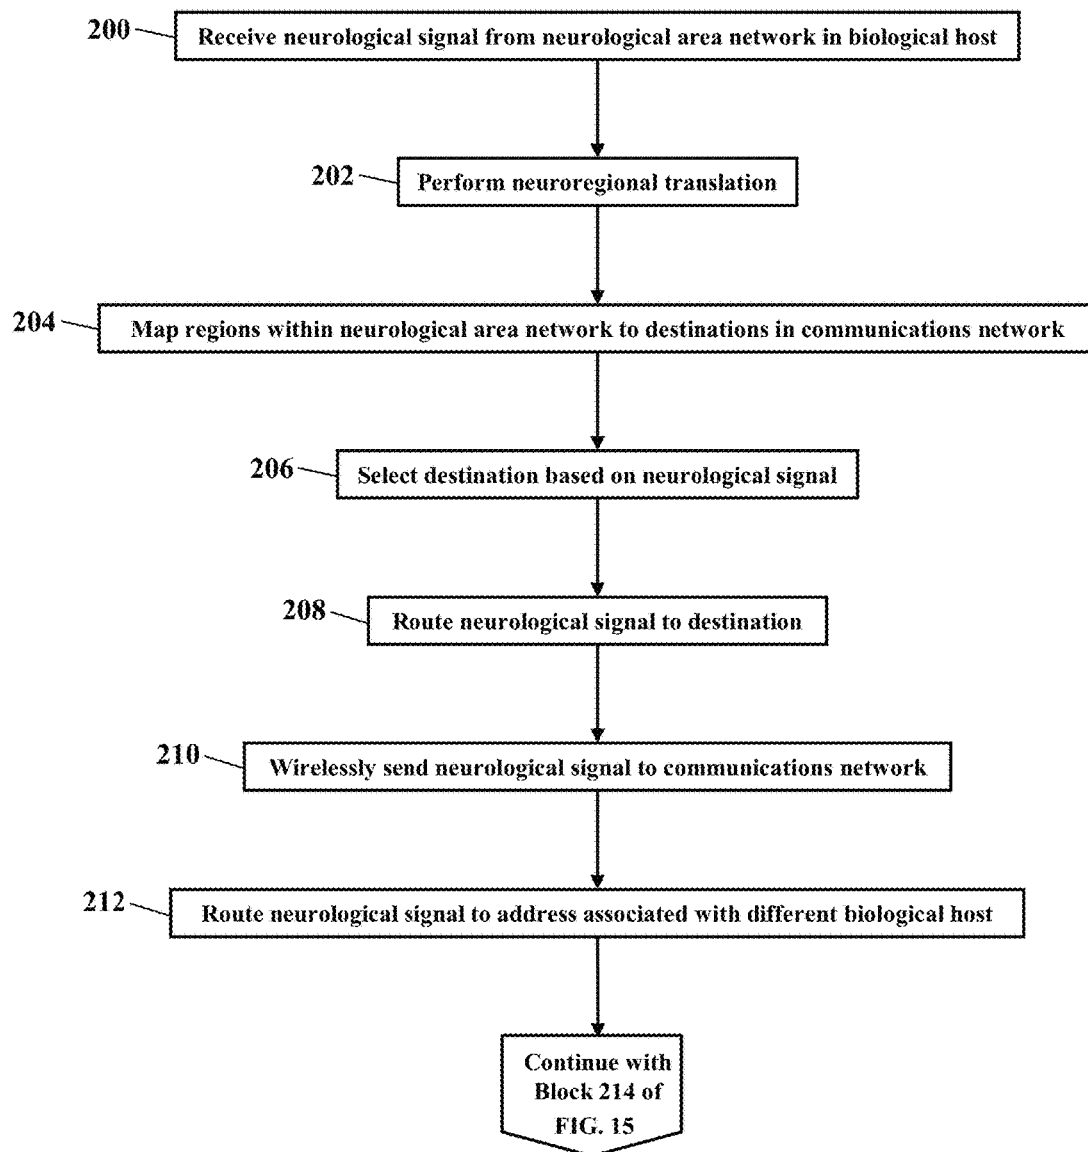 200 Receive neurological signal from neurological area network in biological host
202 Perform neuroregional translation
204 Map regions within neurological area network to destinations in communications network
206 Select destination based on neurological signal
208 Route neurological signal to destination
210 Wirelessly send neurological signal to communications network
212 Route neurological signal to address associated with different biological host
Continue with
Block 214 of
FIG. 15